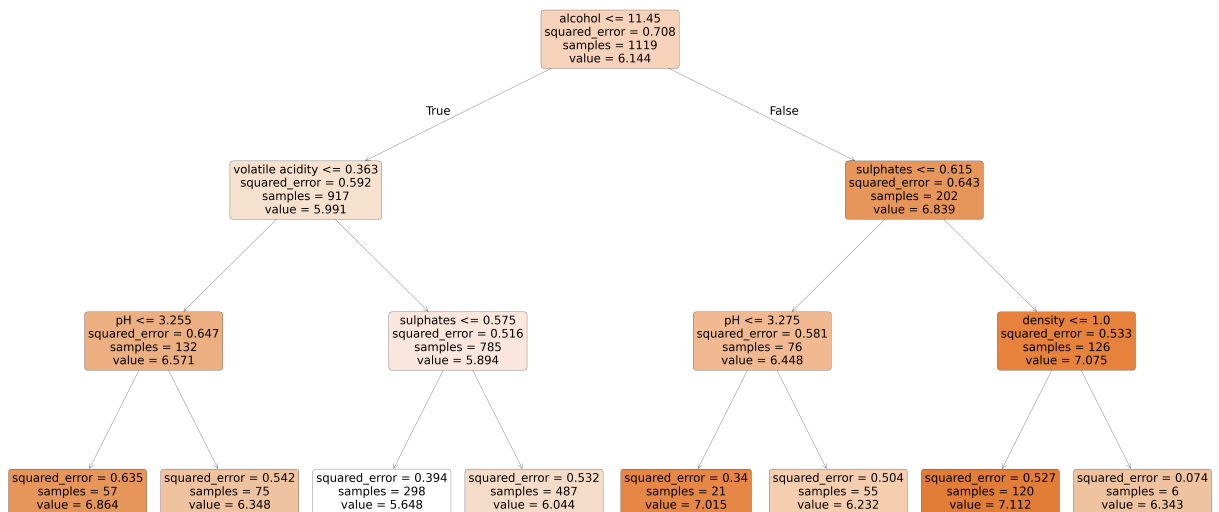 alcohol <= 11.45
squared_error = 0.708
samples = 1119
value = 6.144
True
False
volatile acidity <= 0.363
squared_error = 0.592
samples = 917
value = 5.991
sulphates <= 0.615
squared_error = 0.643
samples = 202
value = 6.839
pH <= 3.255
squared_error = 0.647
samples = 132
value = 6.571
sulphates <= 0.575
squared_error = 0.516
samples = 785
value = 5.894
pH <= 3.275
squared_error = 0.581
samples = 76
value = 6.448
density <= 1.0
squared_error = 0.533
samples = 126
value = 7.075
squared_error = 0.635
samples = 57
value = 6.864
squared_error = 0.542
samples = 75
value = 6.348
squared_error = 0.394
samples = 298
value = 5.648
squared_error = 0.532
samples = 487
value = 6.044
squared_error = 0.34
samples = 21
value = 7.015
squared_error = 0.504
samples = 55
value = 6.232
squared_error = 0.527
samples = 120
value = 7.112
squared_error = 0.074
samples = 6
value = 6.343